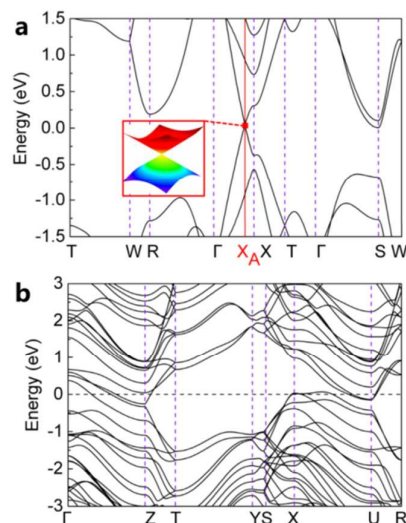 a
Energy (eV)
1.5
1.0
0.5
0.0
-0.5
-1.0
-1.5
T W R Γ X A X T Γ S W
b
Energy (eV)
3
2
1
0
-1
-2
-3
Γ Z T Y S X U R